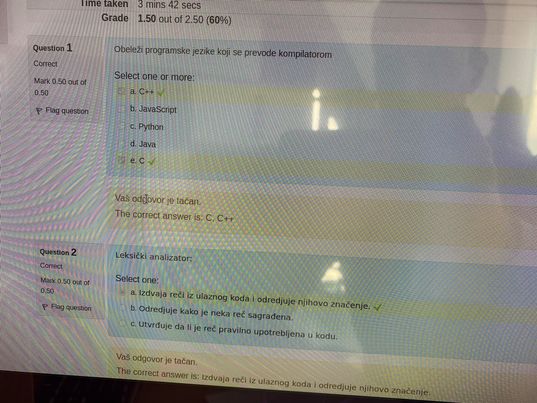 Time taken 3 mins 42 secs
Grade 1.50 out of 2.50 (60%)
Question 1
Correct
Mark 0.50 out of
0.50
Flag question
Obeleži programske jezike koji se prevode kompilatorom
Select one or more:
a. C++
b. JavaScript
c. Python
d. Java
e. C
Vaš odgovor je tačan.
The correct answer is: C, C++
Question 2
Correct
Mark 0.50 out of
0.50
Flag question
Leksički analizator:
Select one:
a. Izdvaja reči iz ulaznog koda i odredjuje njihovo značenje.
b. Odredjuje kako je neka reč sagrađena.
c. Utvrđuje da li je reč pravilno upotrebljena u kodu.
Vaš odgovor je tačan.
The correct answer is: Izdvaja reči iz ulaznog koda i odredjuje njihovo značenje.